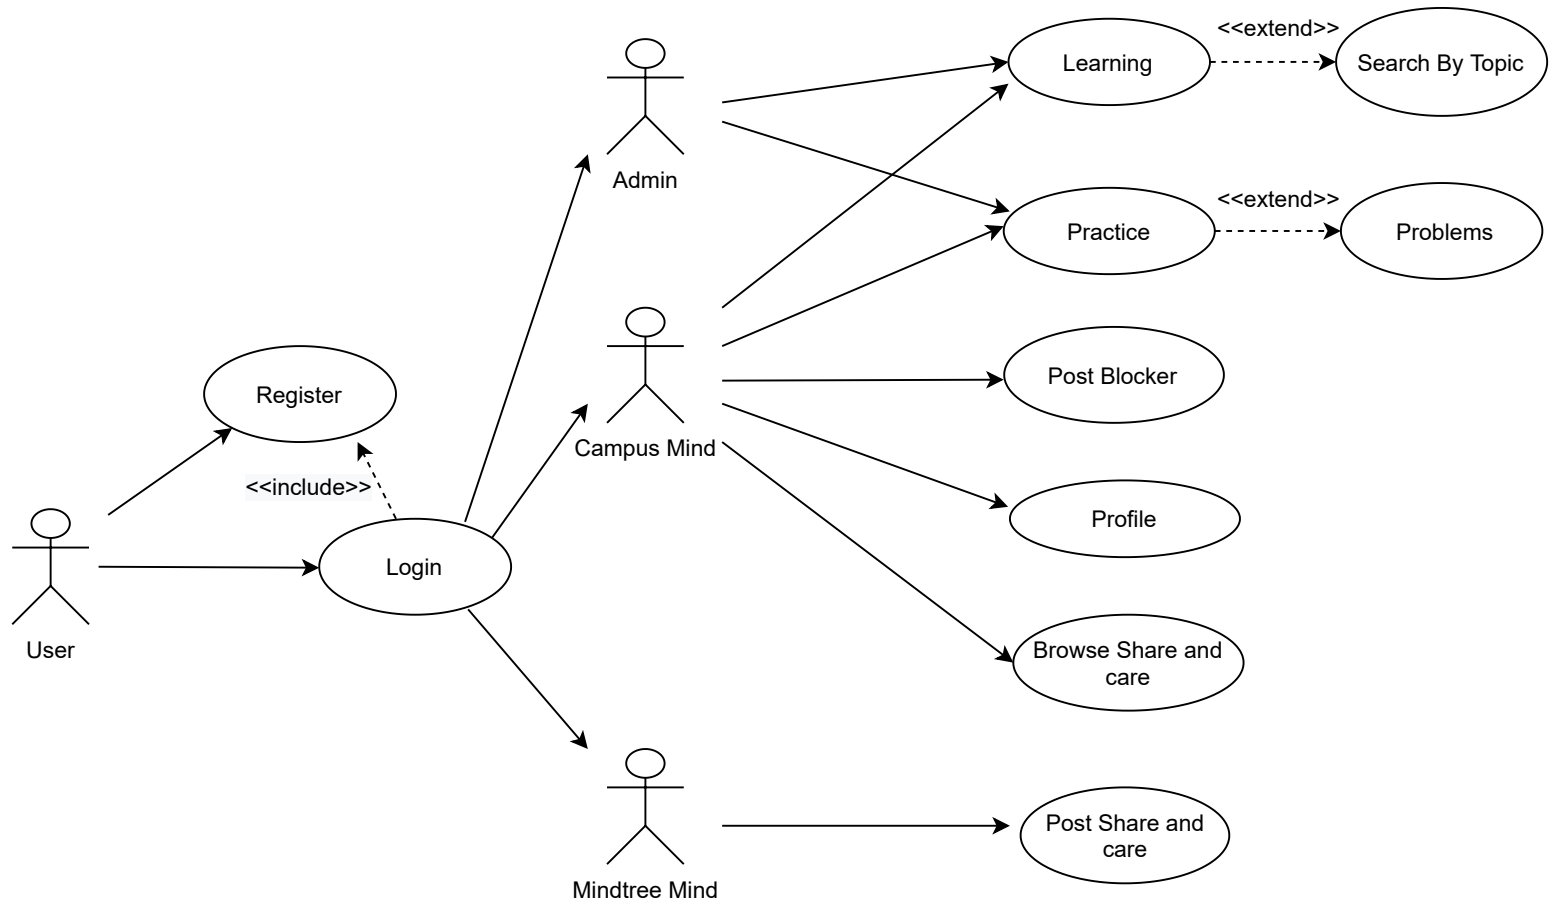 <<extend>>
Learning
Search By Topic
Admin
<<extend>>
Practice
Problems
Post Blocker
Register
Campus Mind
<<include>>
Profile
Login
User
Browse Share and
care
Post Share and
care
Mindtree Mind